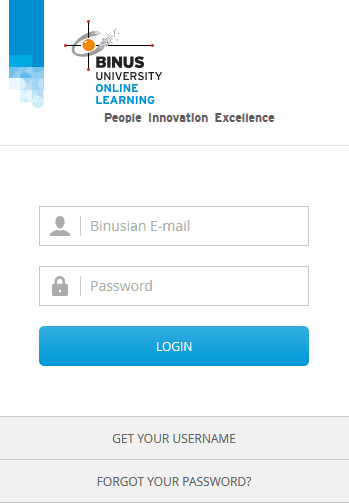 BINUS
UNIVERSITY
ONLINE
LEARNING
People Innovation Excellence
Binusian E-mail
Password
LOGIN
GET YOUR USERNAME
FORGOT YOUR PASSWORD?